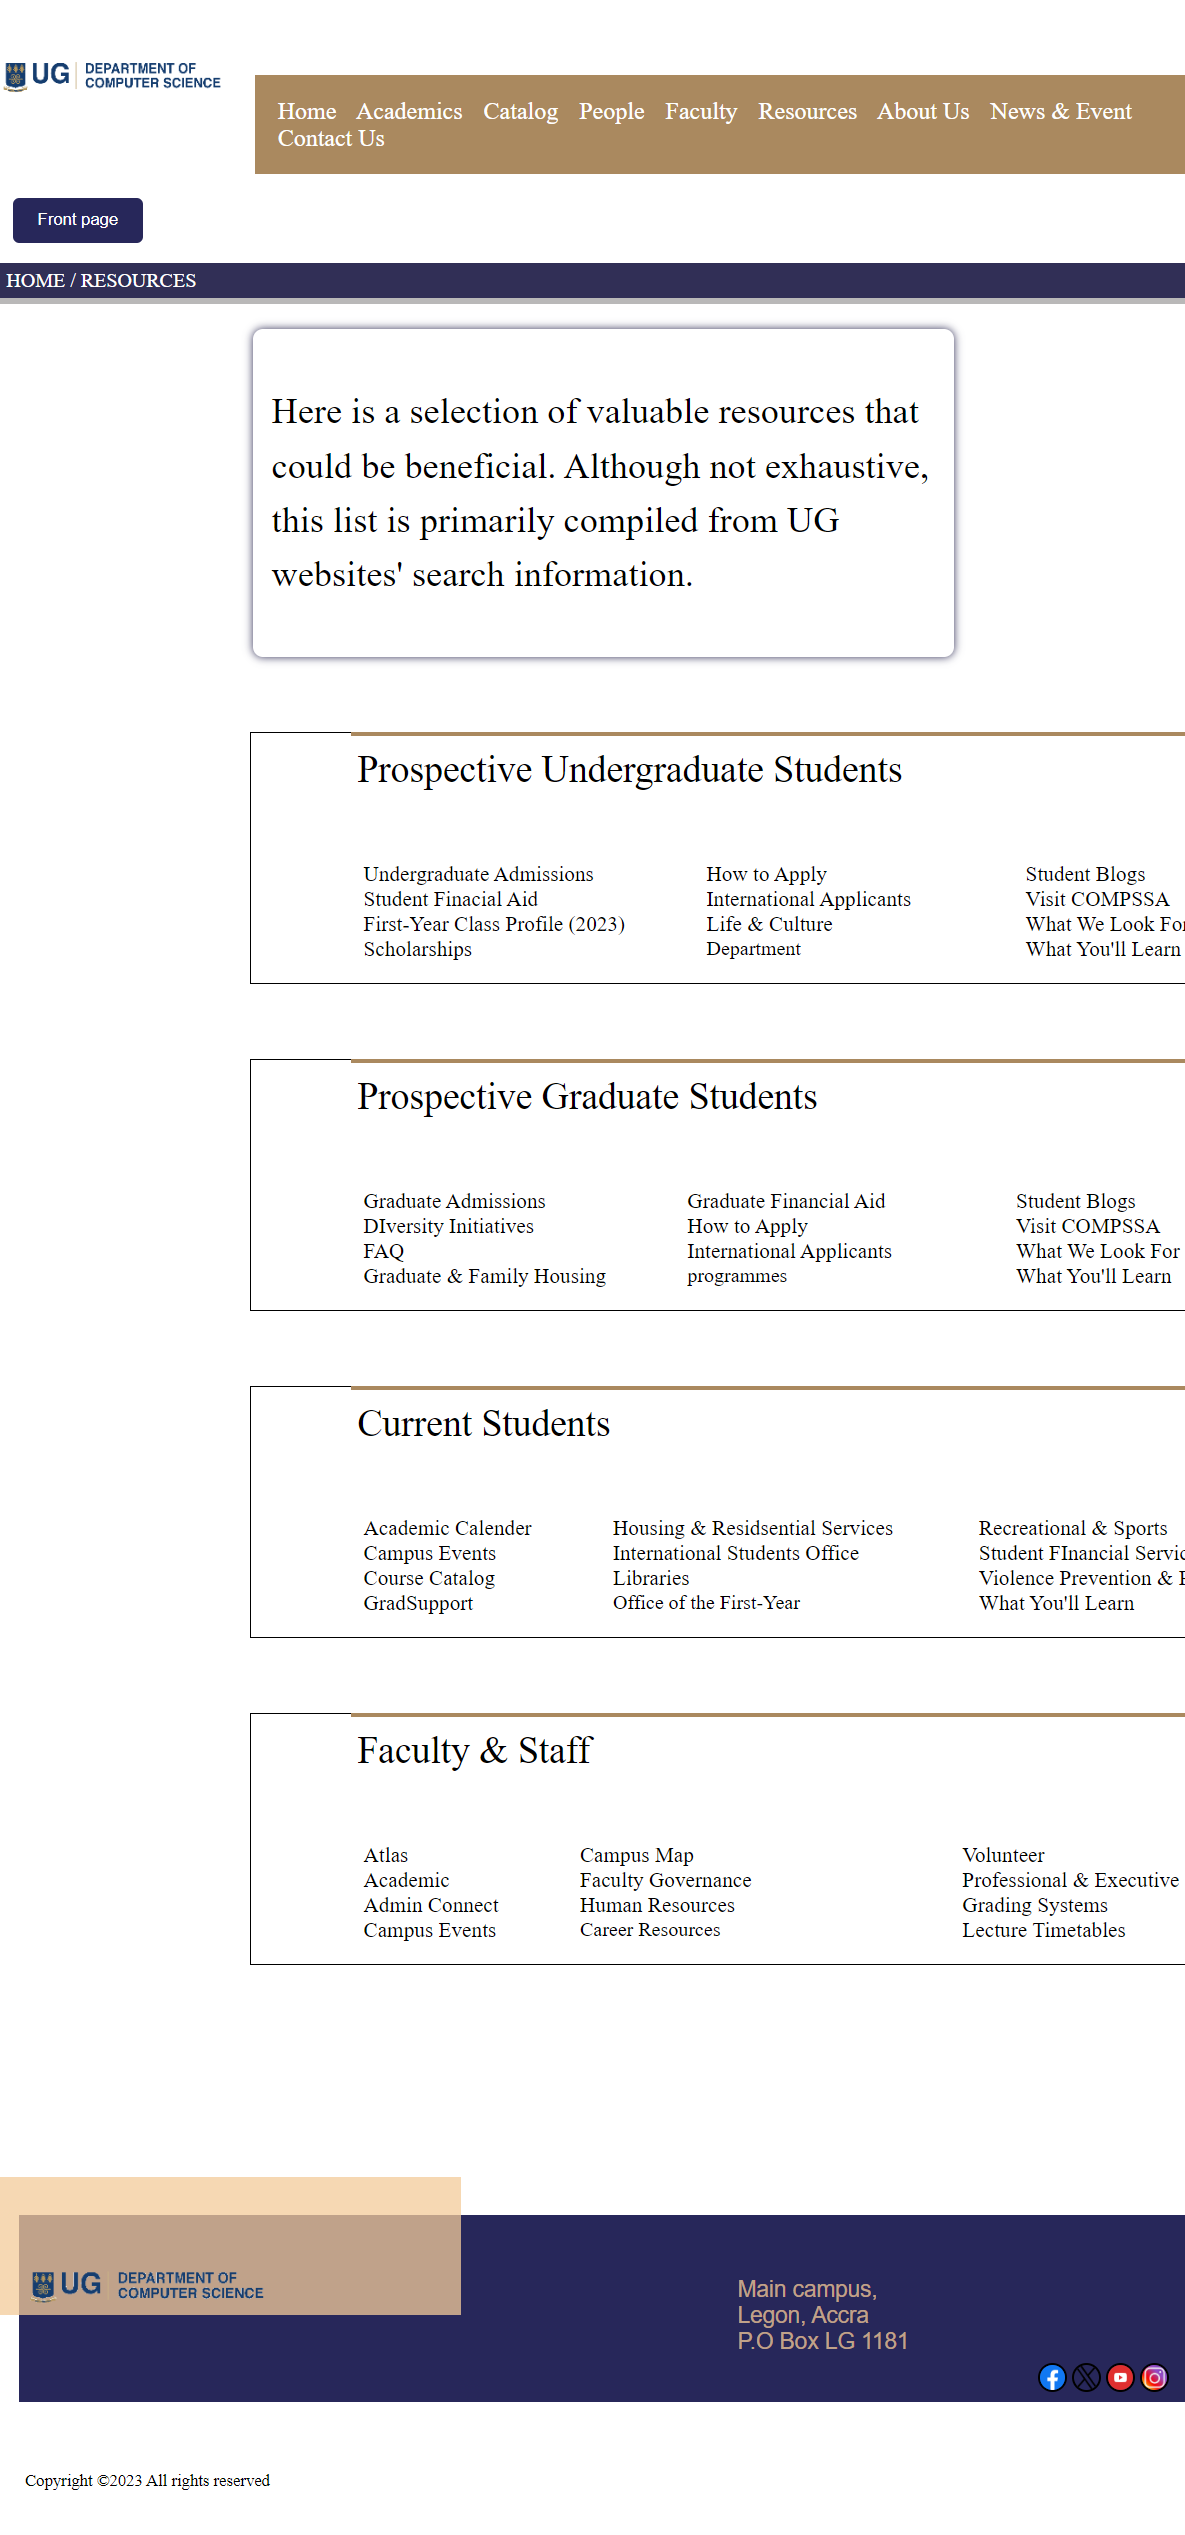 UG DEPARTMENT OF
COMPUTER SCIENCE
Home Academics Catalog People Faculty Resources About Us News & Event
Contact Us
Front page
HOME / RESOURCES
Here is a selection of valuable resources that
could be beneficial. Although not exhaustive,
this list is primarily compiled from UG
websites' search information.
Prospective Undergraduate Students
Undergraduate Admissions
Student Finacial Aid
First-Year Class Profile (2023)
Scholarships
How to Apply
International Applicants
Life & Culture
Department
Student Blogs
Visit COMPSSA
What We Look For
What You'll Learn
Prospective Graduate Students
Graduate Admissions
DIversity Initiatives
FAQ
Graduate & Family Housing
Graduate Financial Aid
How to Apply
International Applicants
programmes
Student Blogs
Visit COMPSSA
What We Look For
What You'll Learn
Current Students
Academic Calender
Campus Events
Course Catalog
GradSupport
Housing & Residsential Services
International Students Office
Libraries
Office of the First-Year
Recreational & Sports
Student FInancial Servic
Violence Prevention &
What You'll Learn
Faculty & Staff
Atlas
Academic
Admin Connect
Campus Events
Campus Map
Faculty Governance
Human Resources
Career Resources
Volunteer
Professional & Executive
Grading Systems
Lecture Timetables
UG DEPARTMENT OF
COMPUTER SCIENCE
Main campus,
Legon, Accra
P.O Box LG 1181
Copyright ©2023 All rights reserved